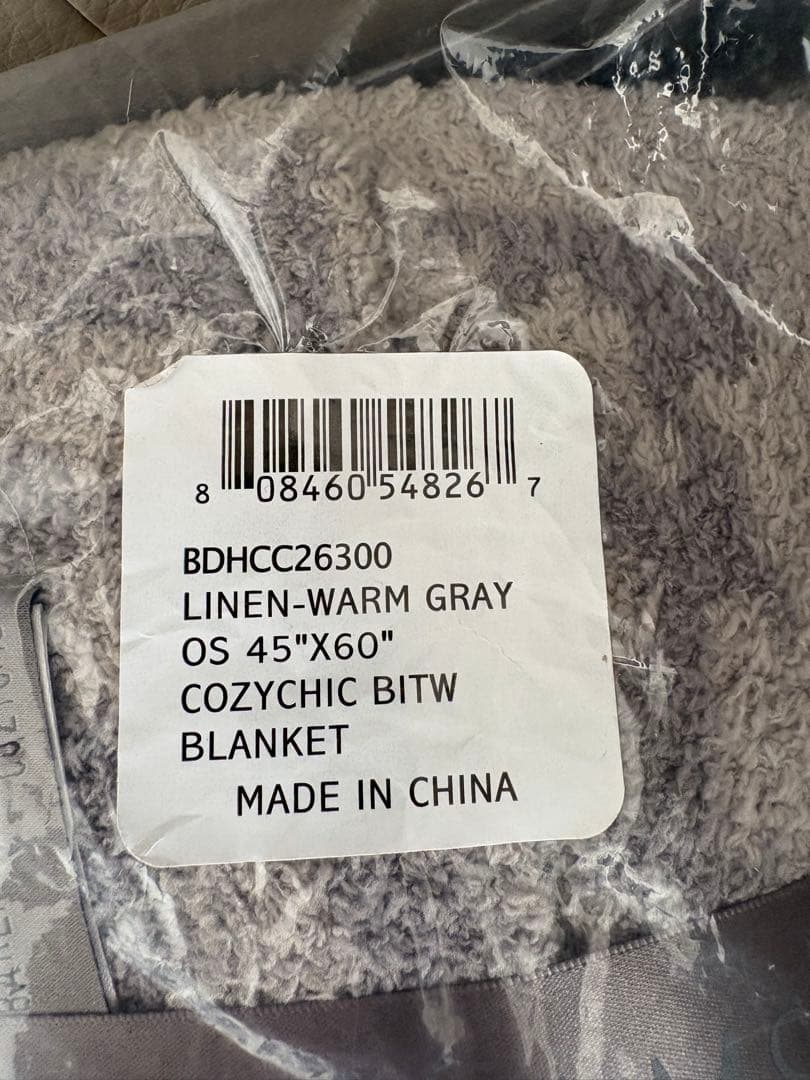 8 08460 54826 7
BDHCC26300
LINEN-WARM GRAY
OS 45"X60"
COZYCHIC BITW
BLANKET
MADE IN CHINA